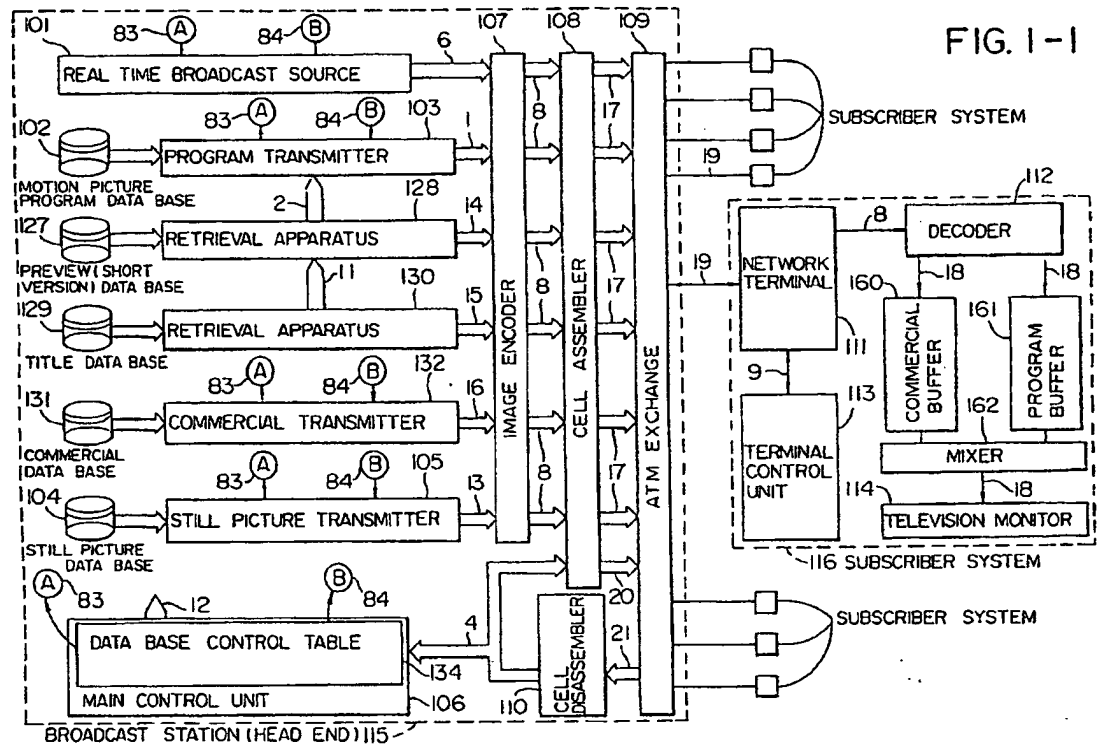 FIG. 1-1
101
83
A
84
B
6
107
108
109
REAL TIME BROADCAST SOURCE
8
17
102
83
A
84
B
103
1
PROGRAM TRANSMITTER
8
17
SUBSCRIBER SYSTEM
19
MOTION PICTURE
PROGRAM DATA BASE
2
128
14
127
RETRIEVAL APPARATUS
8
17
PREVIEW(SHORT
VERSION) DATA BASE
11
130
15
129
RETRIEVAL APPARATUS
8
17
TITLE DATA BASE
83
A
84
B
132
16
131
COMMERCIAL TRANSMITTER
8
17
COMMERCIAL
DATA BASE
83
A
84
B
105
13
104
STILL PICTURE TRANSMITTER
8
17
STILL PICTURE
DATA BASE
IMAGE ENCODER
CELL ASSEMBLER
ATM EXCHANGE
19
112
8
DECODER
NETWORK
TERMINAL
111
18
18
160
161
COMMERCIAL
BUFFER
PROGRAM
BUFFER
9
113
162
TERMINAL
CONTROL
UNIT
MIXER
18
114
TELEVISION MONITOR
116 SUBSCRIBER SYSTEM
A
83
12
B
84
4
20
21
DATA BASE CONTROL TABLE
134
MAIN CONTROL UNIT
106
110
CELL
DISASSEMBLER
SUBSCRIBER SYSTEM
BROADCAST STATION (HEAD END) 115